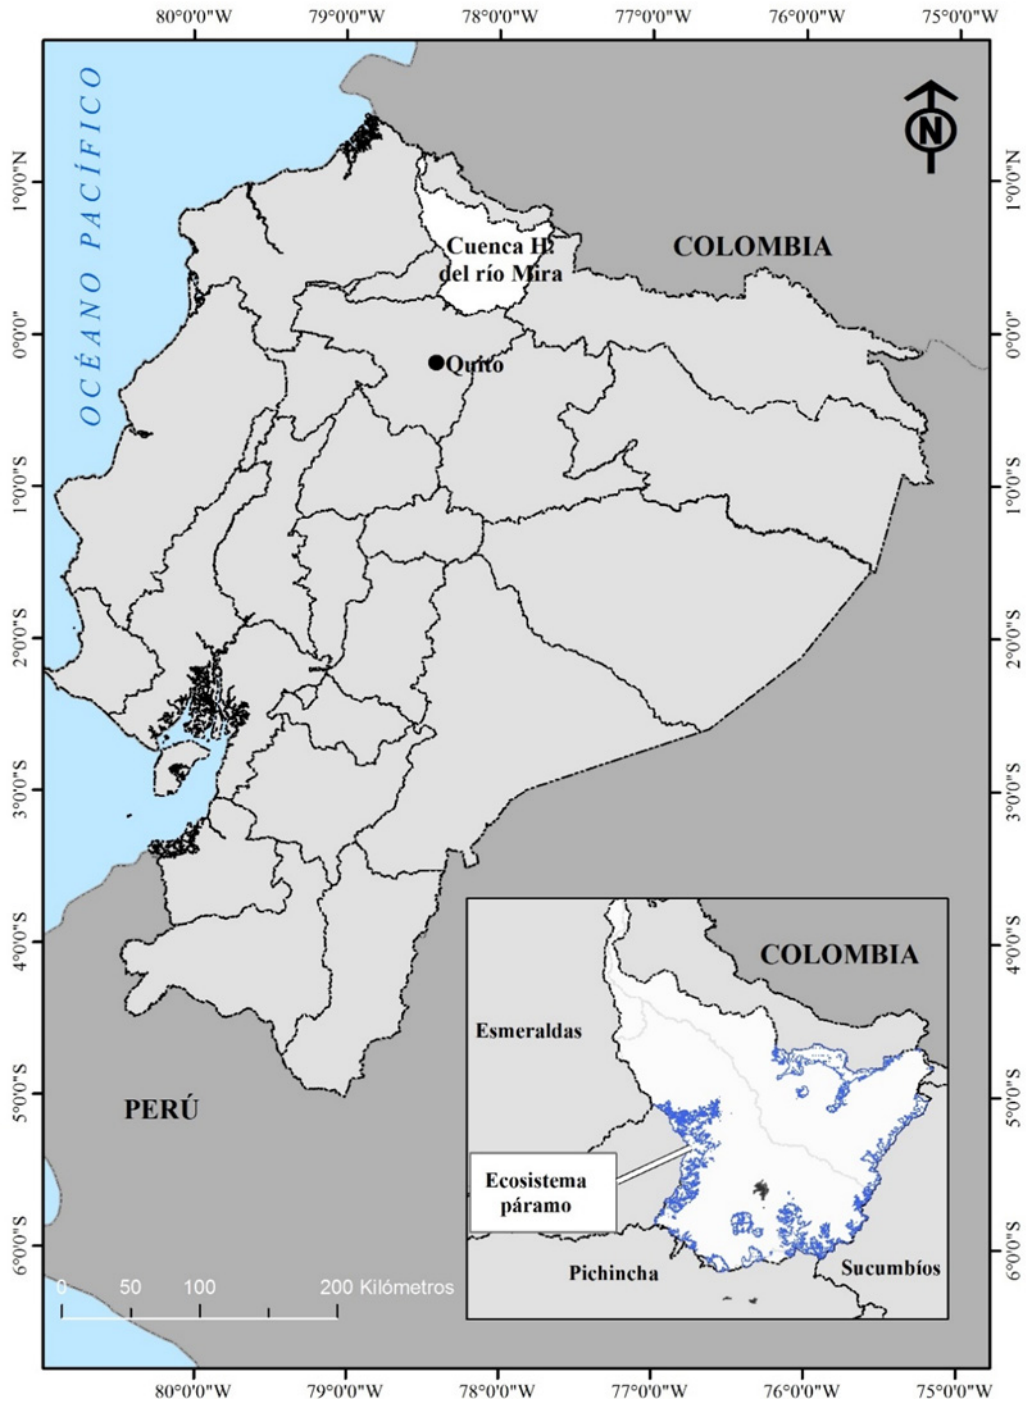 80°0'0"W 79°0'0"W 78°0'0"W 77°0'0"W 76°0'0"W 75°0'0"W
OCÉANO PACÍFICO
N
1°0'0"N 1°0'0"N
Cuenca H.
del río Mira
COLOMBIA
0°0'0" 0°0'0"
Quito
1°0'0"S 1°0'0"S
2°0'0"S 2°0'0"S
3°0'0"S 3°0'0"S
4°0'0"S 4°0'0"S
COLOMBIA
Esmeraldas
5°0'0"S 5°0'0"S
PERÚ
Ecosistema
páramo
6°0'0"S 6°0'0"S
Pichincha
Sucumbíos
0 50 100 200 Kilómetros
80°0'0"W 79°0'0"W 78°0'0"W 77°0'0"W 76°0'0"W 75°0'0"W